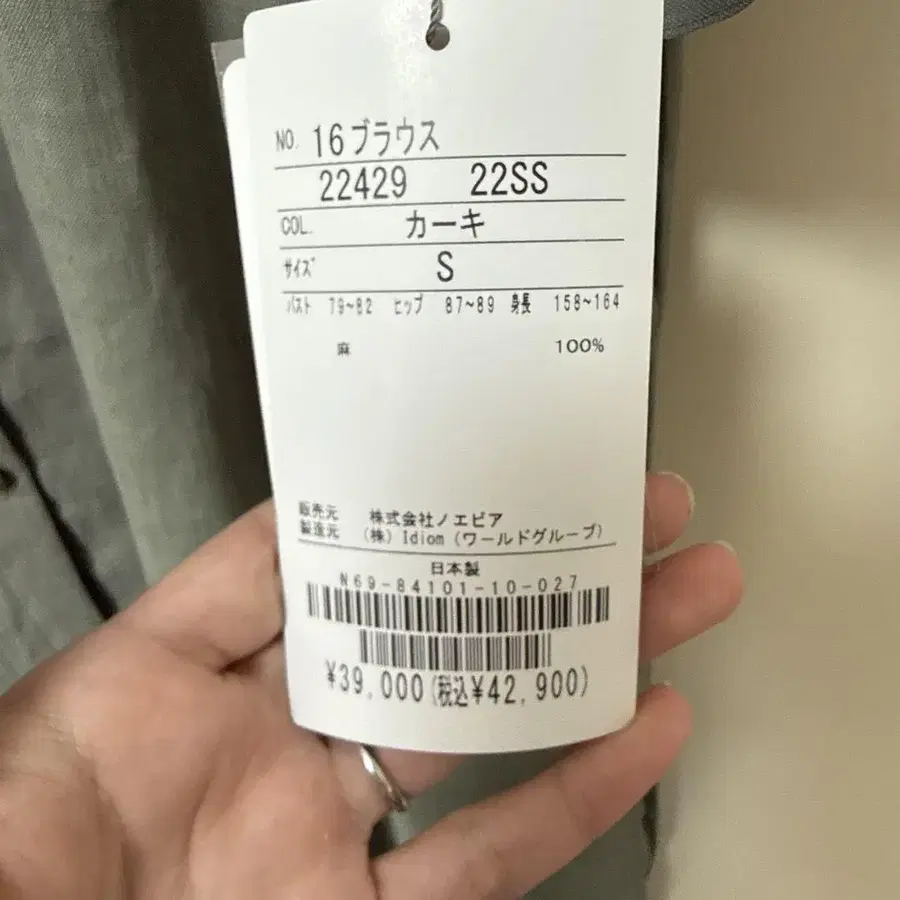 NO. 16ブラウス
22429 22SS
COL. カーキ
サイズ S
バスト 79~82 ヒップ 87~89 身長 158~164
麻 100%
販売元 株式会社ノエビア
製造元 (株) Idiom (ワールドグループ)
日本製
N69-84101-10-027
¥39,000(税込¥42,900)